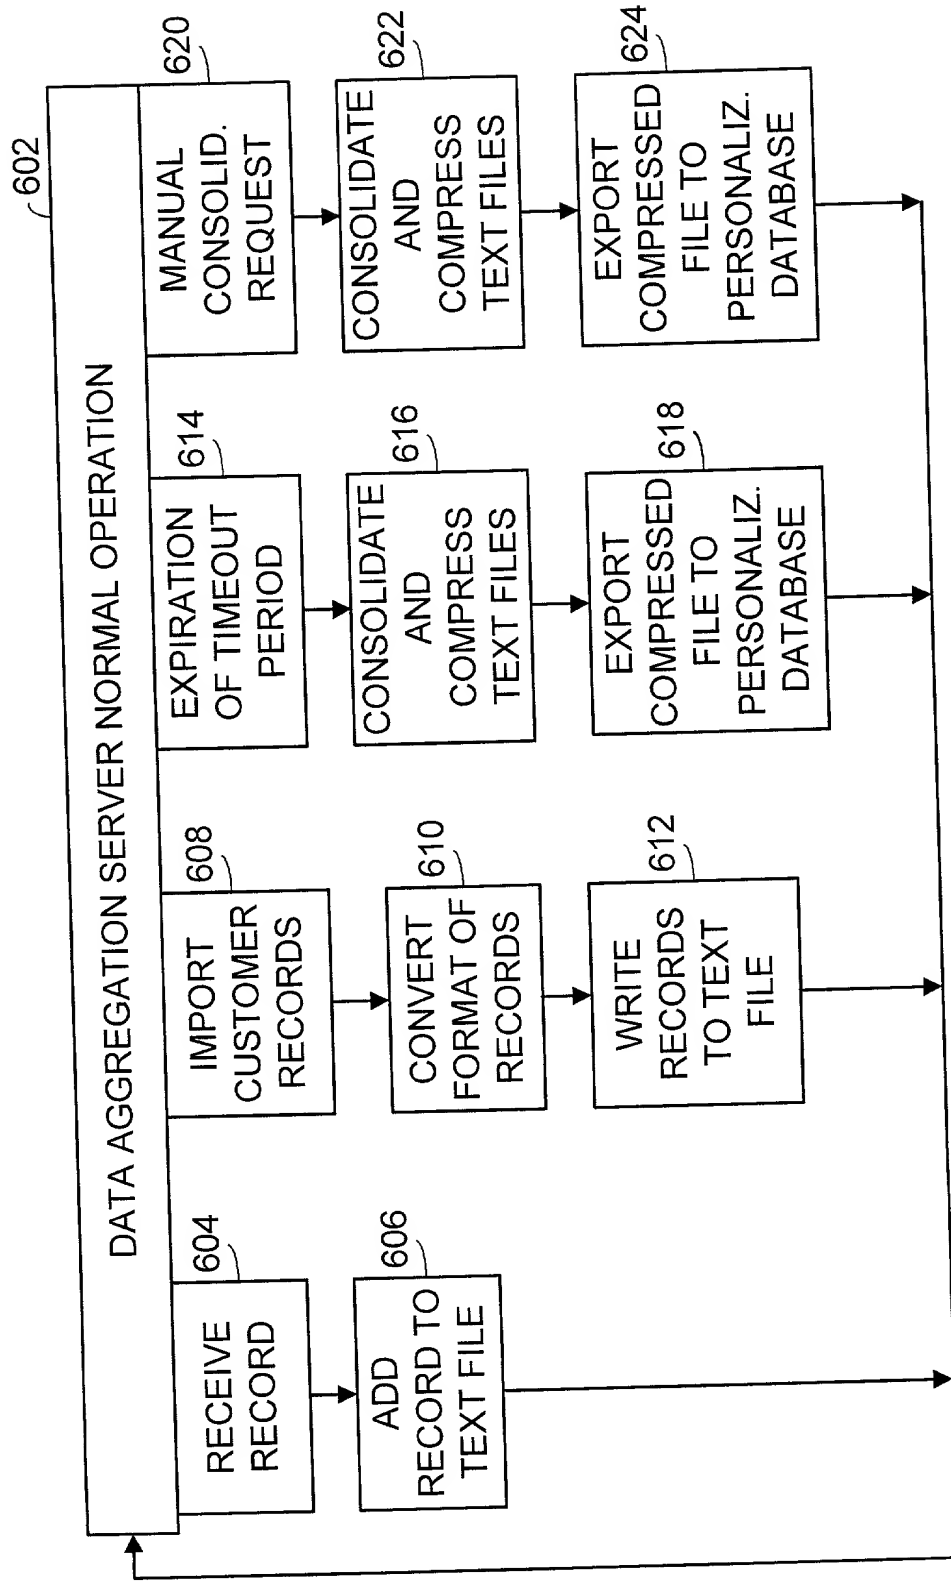 602
DATA AGGREGATION SERVER NORMAL OPERATION
604
RECEIVE
RECORD
606
ADD
RECORD TO
TEXT FILE
608
IMPORT
CUSTOMER
RECORDS
610
CONVERT
FORMAT OF
RECORDS
612
WRITE
RECORDS
TO TEXT
FILE
614
EXPIRATION
OF TIMEOUT
PERIOD
616
CONSOLIDATE
AND
COMPRESS
TEXT FILES
618
EXPORT
COMPRESSED
FILE TO
PERSONALIZ.
DATABASE
620
MANUAL
CONSOLID.
REQUEST
622
CONSOLIDATE
AND
COMPRESS
TEXT FILES
624
EXPORT
COMPRESSED
FILE TO
PERSONALIZ.
DATABASE